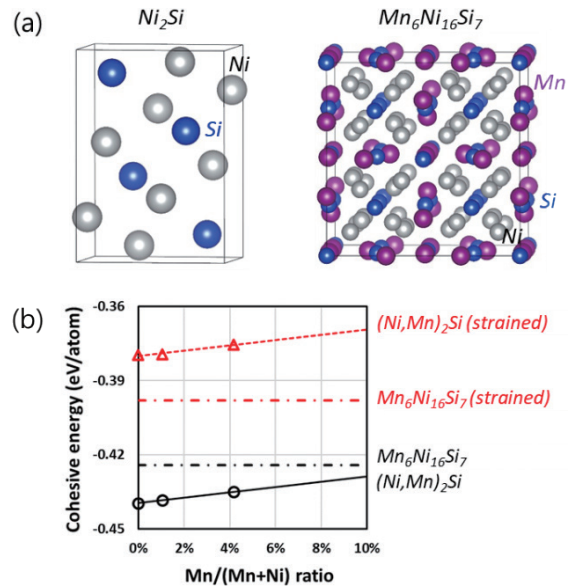 (a)
Ni₂Si
Mn₆Ni₁₆Si₇
Ni
Si
Mn
Si
Ni
(b)
Cohesive energy (eV/atom)
-0.36
-0.39
-0.42
-0.45
0% 2% 4% 6% 8% 10%
Mn/(Mn+Ni) ratio
(Ni,Mn)₂Si (strained)
Mn₆Ni₁₆Si₇ (strained)
Mn₆Ni₁₆Si₇
(Ni,Mn)₂Si